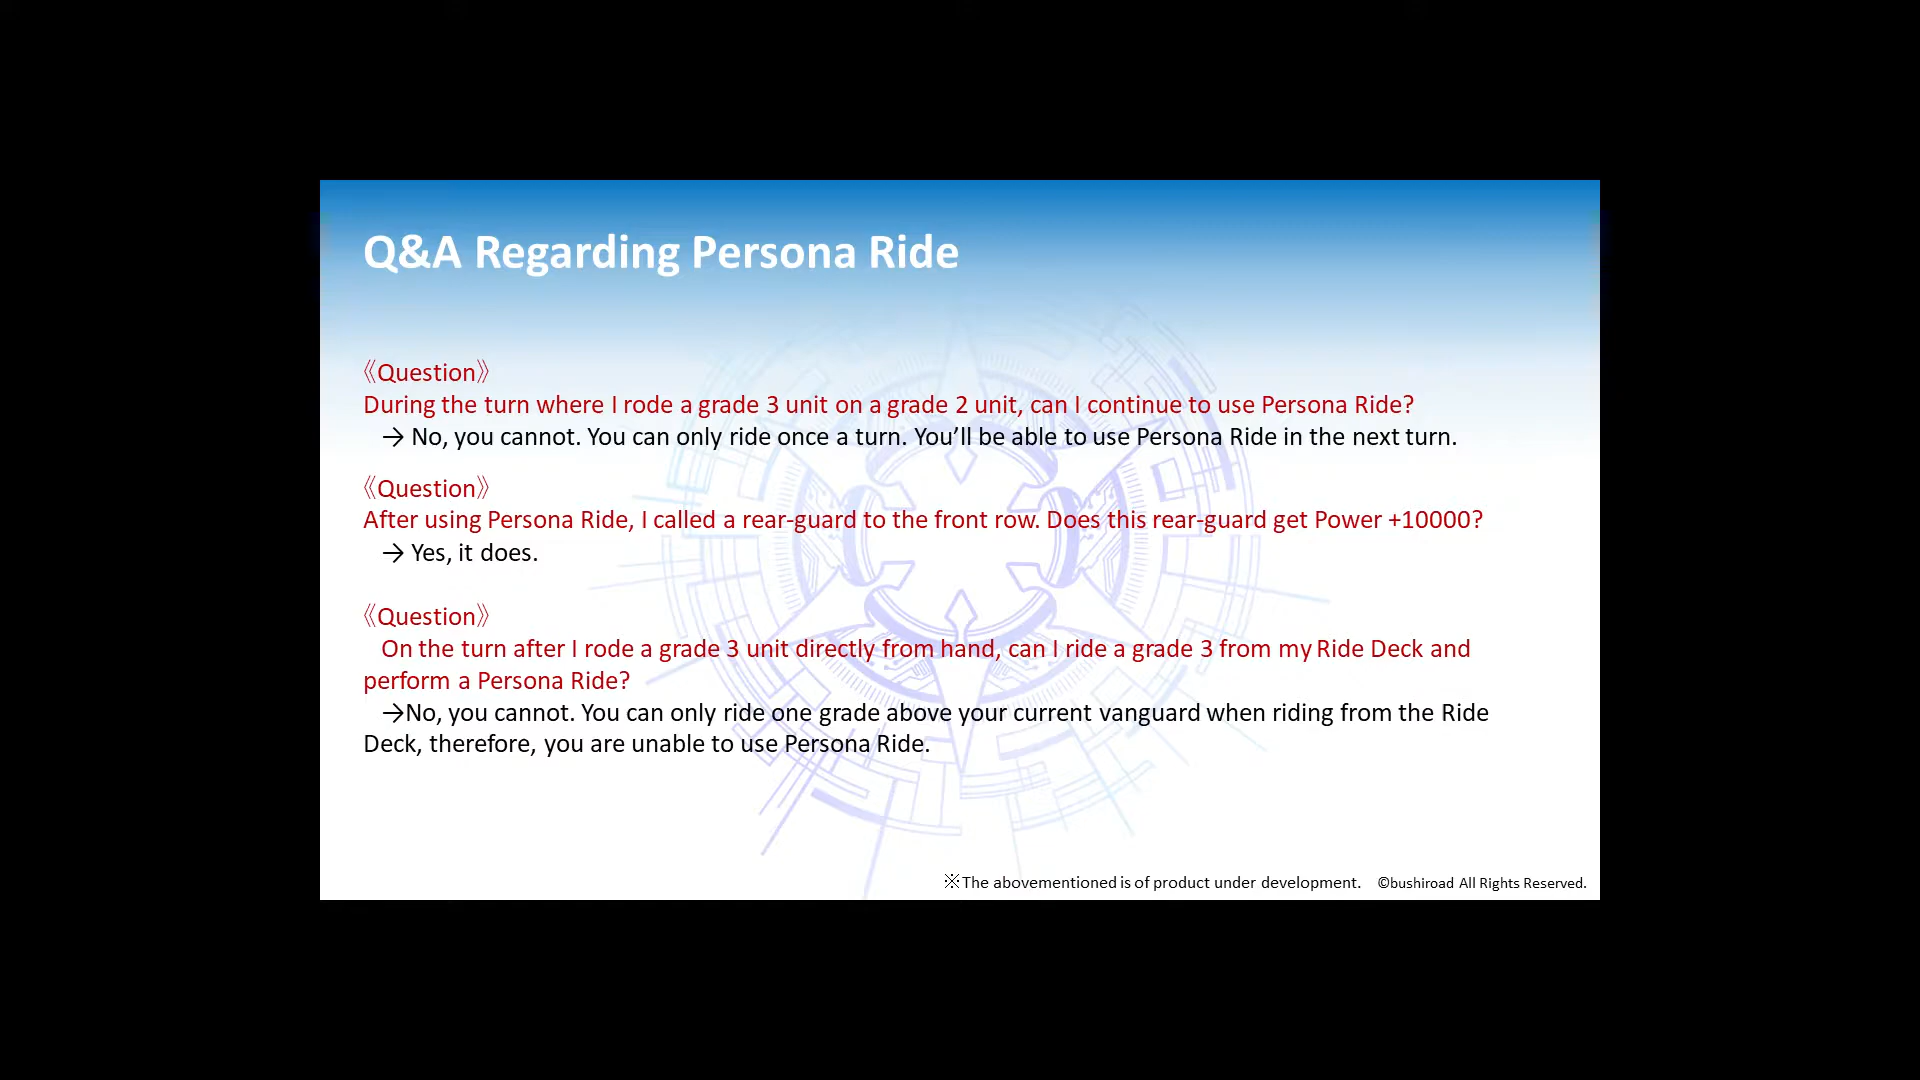 Q&A Regarding Persona Ride
《Question》
During the turn where I rode a grade 3 unit on a grade 2 unit, can I continue to use Persona Ride?
→ No, you cannot. You can only ride once a turn. You’ll be able to use Persona Ride in the next turn.
《Question》
After using Persona Ride, I called a rear-guard to the front row. Does this rear-guard get Power +10000?
→ Yes, it does.
《Question》
On the turn after I rode a grade 3 unit directly from hand, can I ride a grade 3 from my Ride Deck and
perform a Persona Ride?
→No, you cannot. You can only ride one grade above your current vanguard when riding from the Ride
Deck, therefore, you are unable to use Persona Ride.
※The abovementioned is of product under development. ©bushiroad All Rights Reserved.